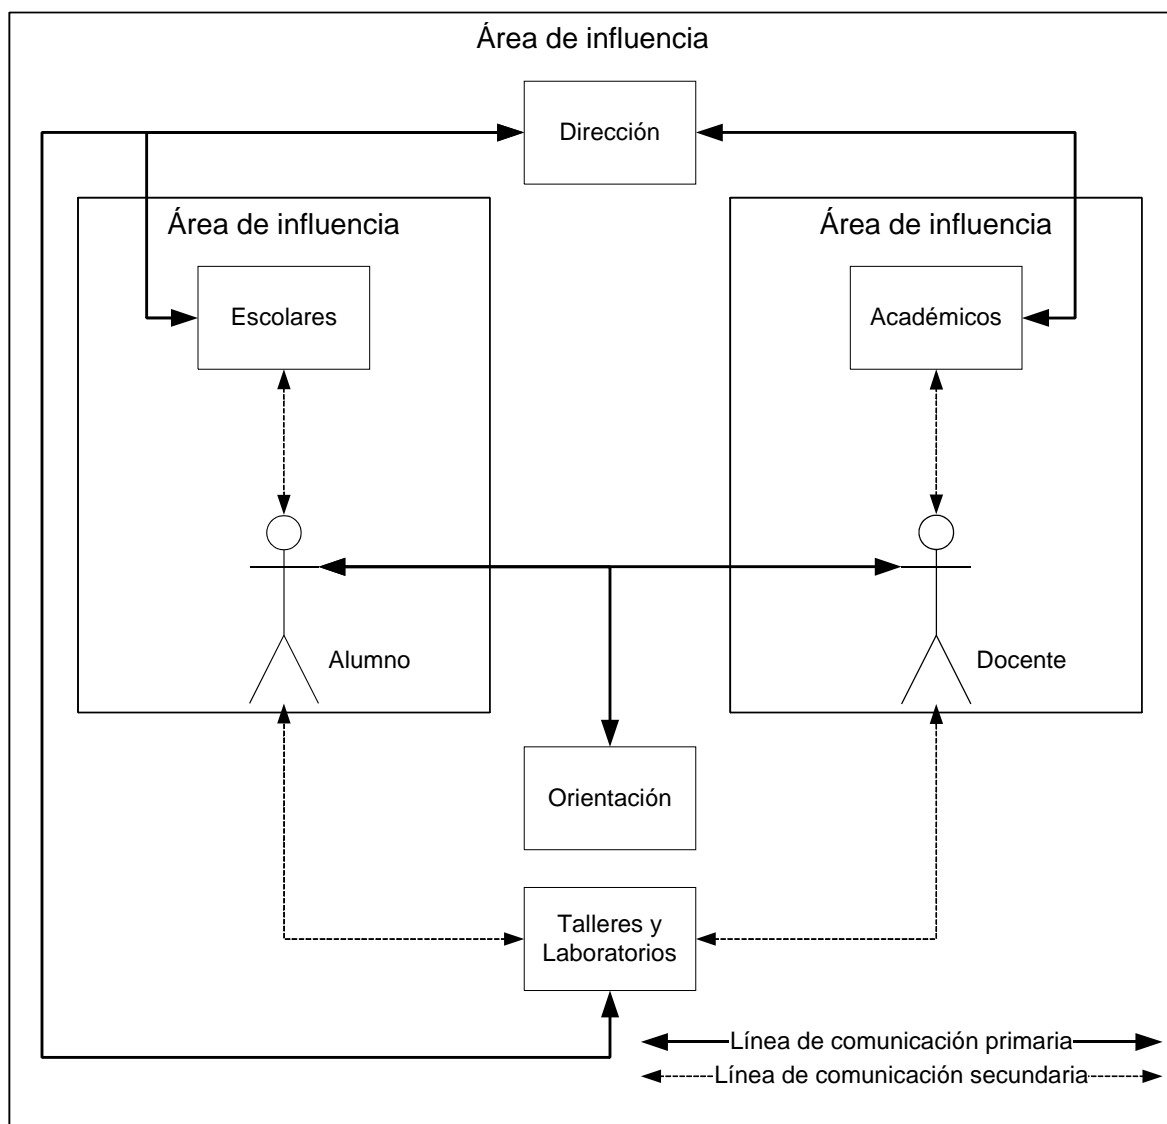 Área de influencia
Dirección
Área de influencia
Área de influencia
Escolares
Académicos
Alumno
Docente
Orientación
Talleres y
Laboratorios
Línea de comunicación primaria
Línea de comunicación secundaria